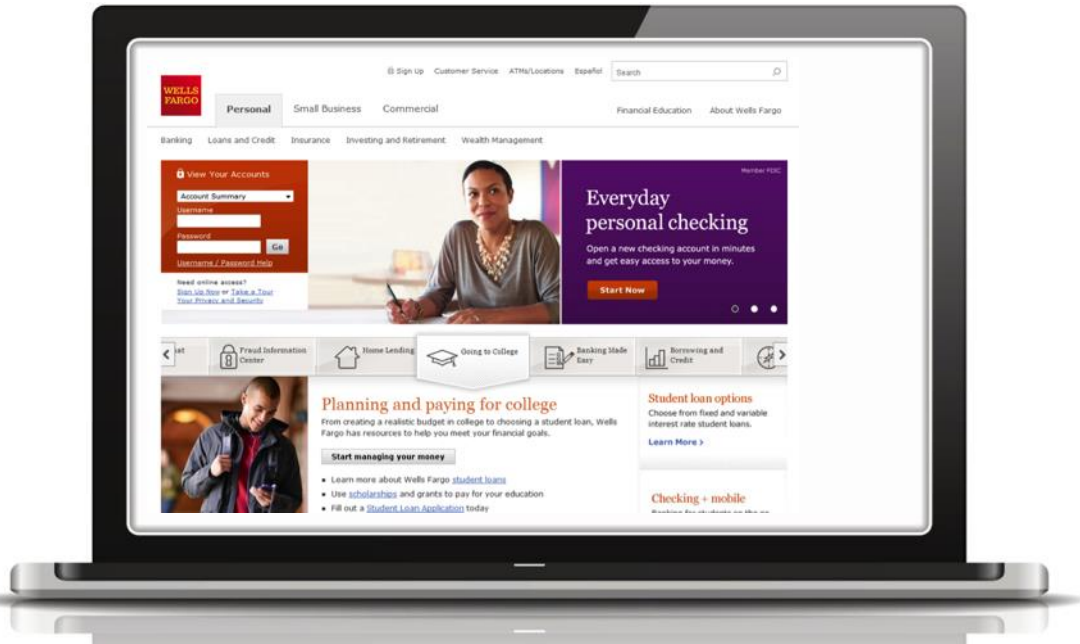 Sign Up Customer Service ATMs/Locations Español Search
WELLS
FARGO
Personal Small Business Commercial Financial Education About Wells Fargo
Banking Loans and Credit Insurance Investing and Retirement Wealth Management
View Your Accounts
Account Summary
Username
Password
Go
Username / Password Help
Need online access?
Sign Up Now or Take a Tour
Your Privacy and Security
Member FDIC
Everyday
personal checking
Open a new checking account in minutes
and get easy access to your money.
Start Now
Fraud Information
Center
Home Lending
Going to College
Banking Made
Easy
Borrowing and
Credit
Planning and paying for college
From creating a realistic budget in college to choosing a student loan, Wells
Fargo has resources to help you meet your financial goals.
Start managing your money
Learn more about Wells Fargo student loans
Use scholarships and grants to pay for your education
Fill out a Student Loan Application today
Student loan options
Choose from fixed and variable
interest rate student loans.
Learn More >
Checking + mobile
Banking for students on the go